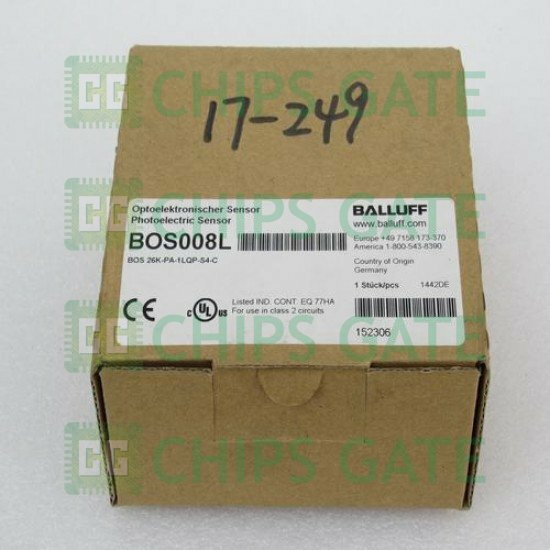 CHIPS GATE
17-249
CHIPS GATE
Optoelektronischer Sensor
Photoelectric Sensor
BOS008L
BOS 26K-PA-1LQP-S4-C
BALLUFF
www.balluff.com
Europe +49 7158 173-370
America 1-800-543-8390
Country of Origin
Germany
1 Stück/pcs 1442DE
CE
c UL US
Listed IND. CONT. EQ 77HA
For use in class 2 circuits
152306
CHIPS GATE
CHIPS GATE